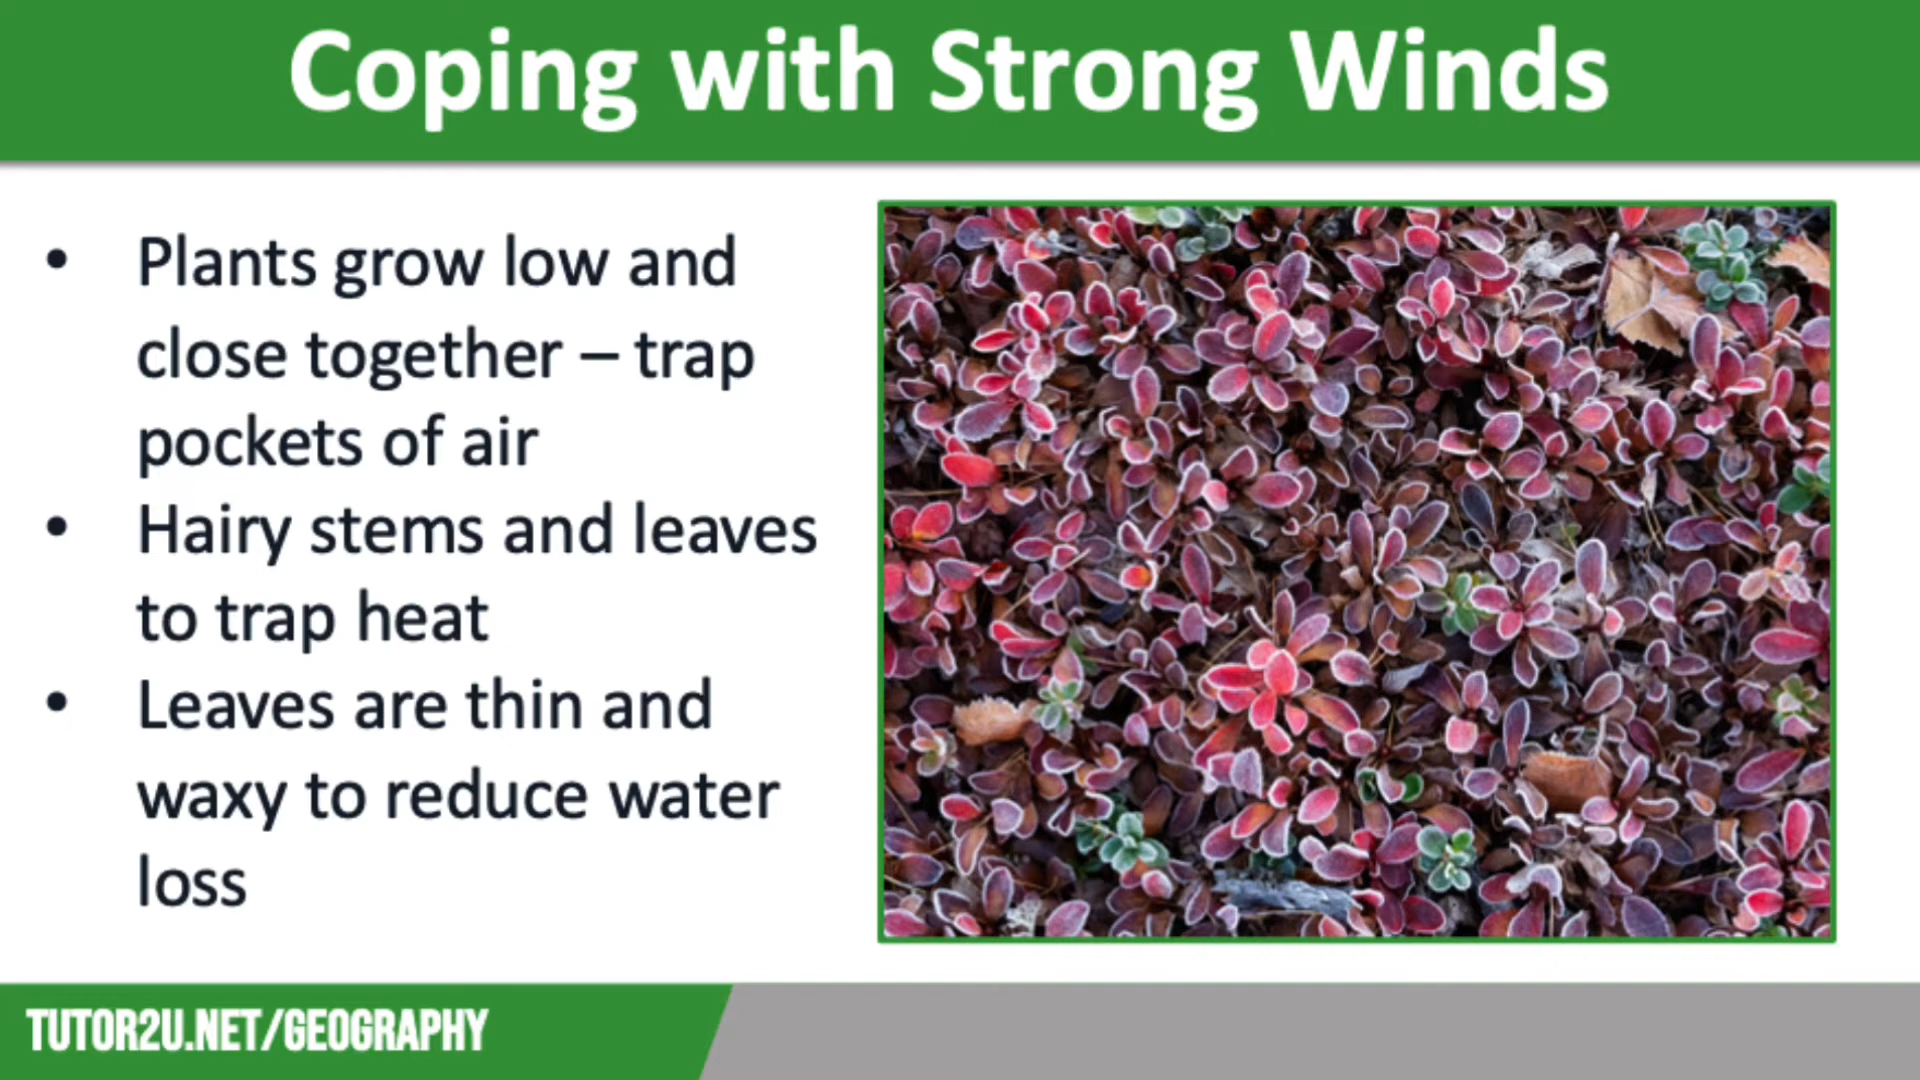 Coping with Strong Winds
• Plants grow low and
close together – trap
pockets of air
• Hairy stems and leaves
to trap heat
• Leaves are thin and
waxy to reduce water
loss
TUTOR2U.NET/GEOGRAPHY